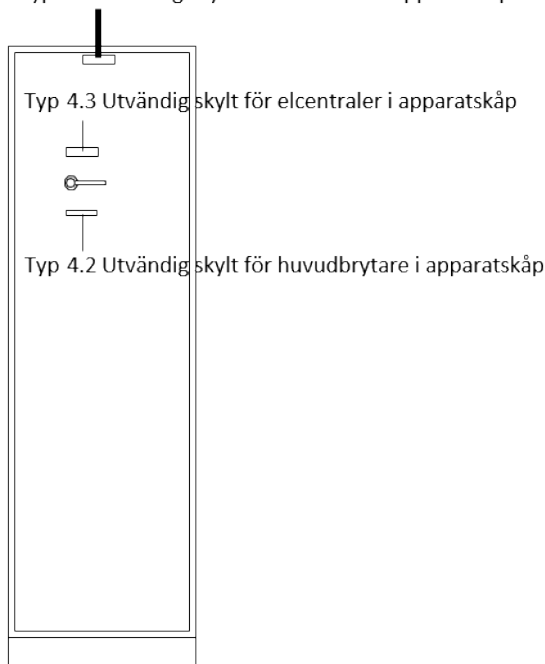 Typ 4.3 Utvändig skylt för elcentraler i apparatskåp
Typ 4.2 Utvändig skylt för huvudbrytare i apparatskåp